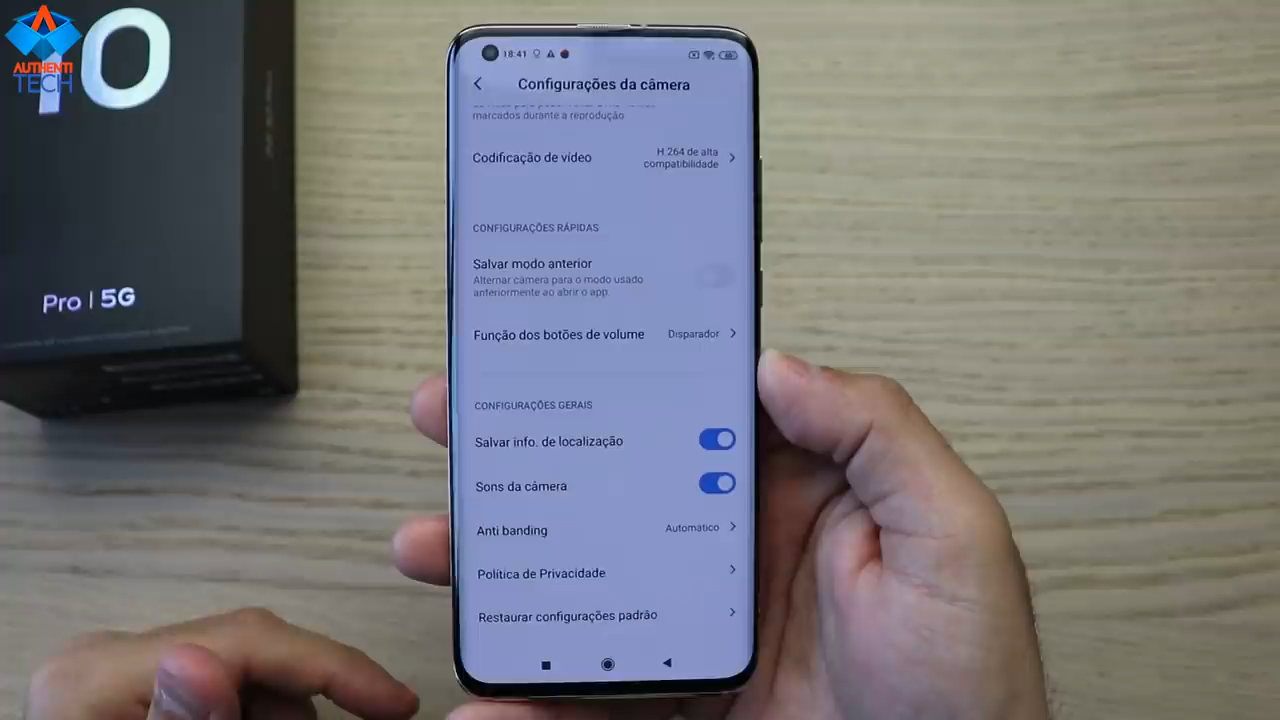 AUTHENTI
TECH
10
Pro | 5G
18:41
Configurações da câmera
marcados durante a reprodução
Codificação de vídeo
H.264 de alta
compatibilidade
CONFIGURAÇÕES RÁPIDAS
Salvar modo anterior
Alternar câmera para o modo usado
anteriormente ao abrir o app.
Função dos botões de volume
Disparador
CONFIGURAÇÕES GERAIS
Salvar info. de localização
Sons da câmera
Anti banding
Automático
Política de Privacidade
Restaurar configurações padrão